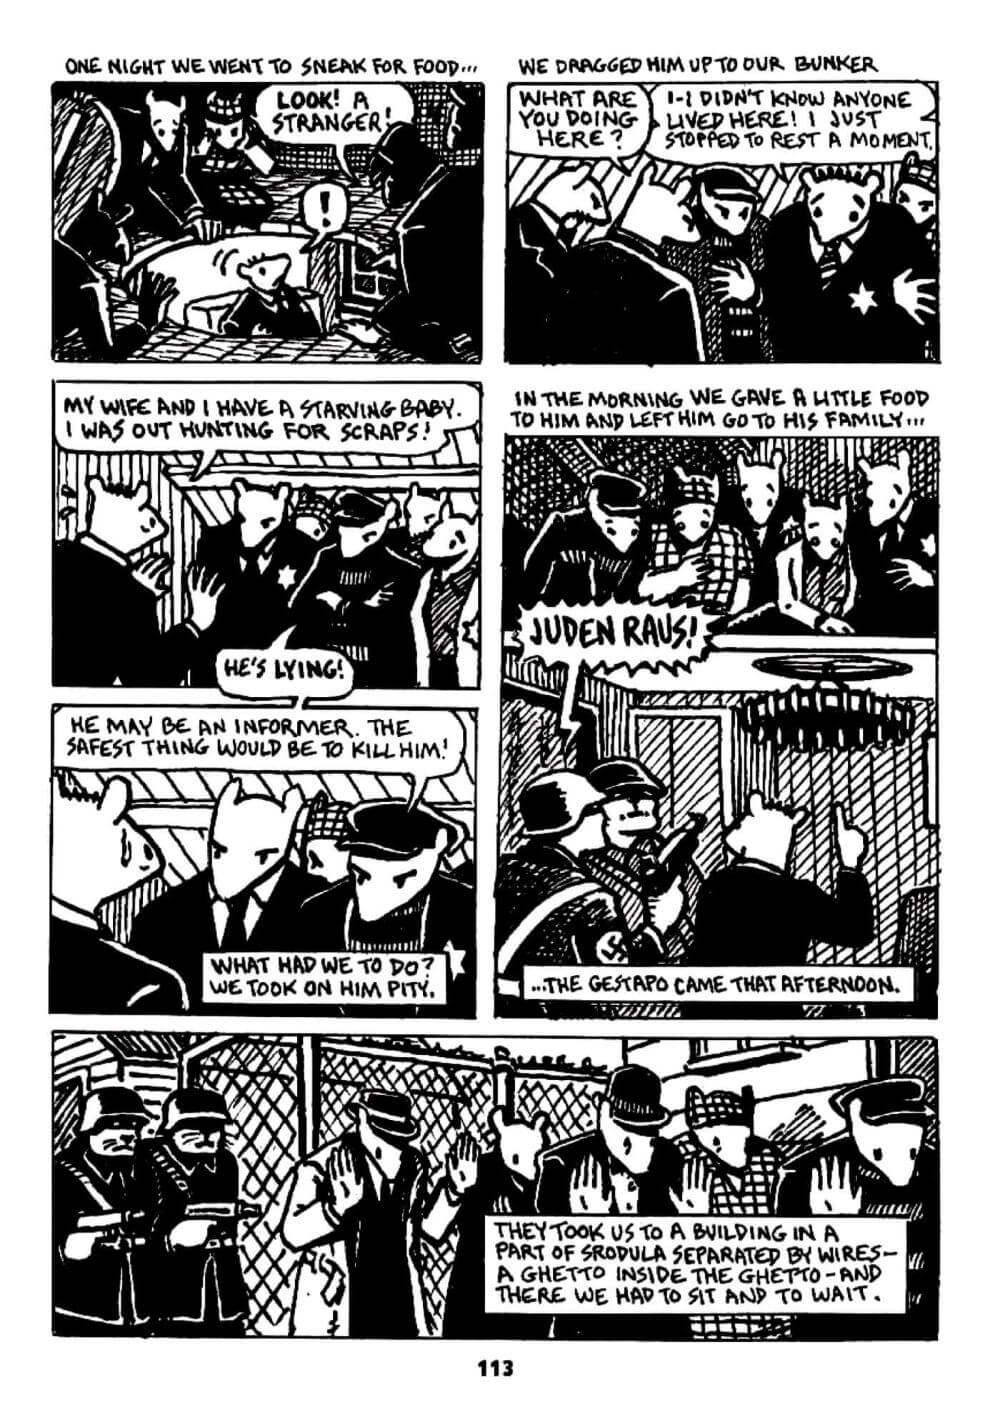 ONE NIGHT WE WENT TO SNEAK FOR FOOD...
LOOK! A
STRANGER!
!
WE DRAGGED HIM UP TO OUR BUNKER
WHAT ARE
YOU DOING
HERE?
I-I DIDN'T KNOW ANYONE
LIVED HERE! I JUST
STOPPED TO REST A MOMENT.
MY WIFE AND I HAVE A STARVING BABY.
I WAS OUT HUNTING FOR SCRAPS!
HE'S LYING!
HE MAY BE AN INFORMER. THE
SAFEST THING WOULD BE TO KILL HIM!
WHAT HAD WE TO DO?
WE TOOK ON HIM PITY.
IN THE MORNING WE GAVE A LITTLE FOOD
TO HIM AND LEFT HIM GO TO HIS FAMILY...
JUDEN RAUS!
...THE GESTAPO CAME THAT AFTERNOON.
THEY TOOK US TO A BUILDING IN A
PART OF SRODULA SEPARATED BY WIRES–
A GHETTO INSIDE THE GHETTO–AND
THERE WE HAD TO SIT AND TO WAIT.
113